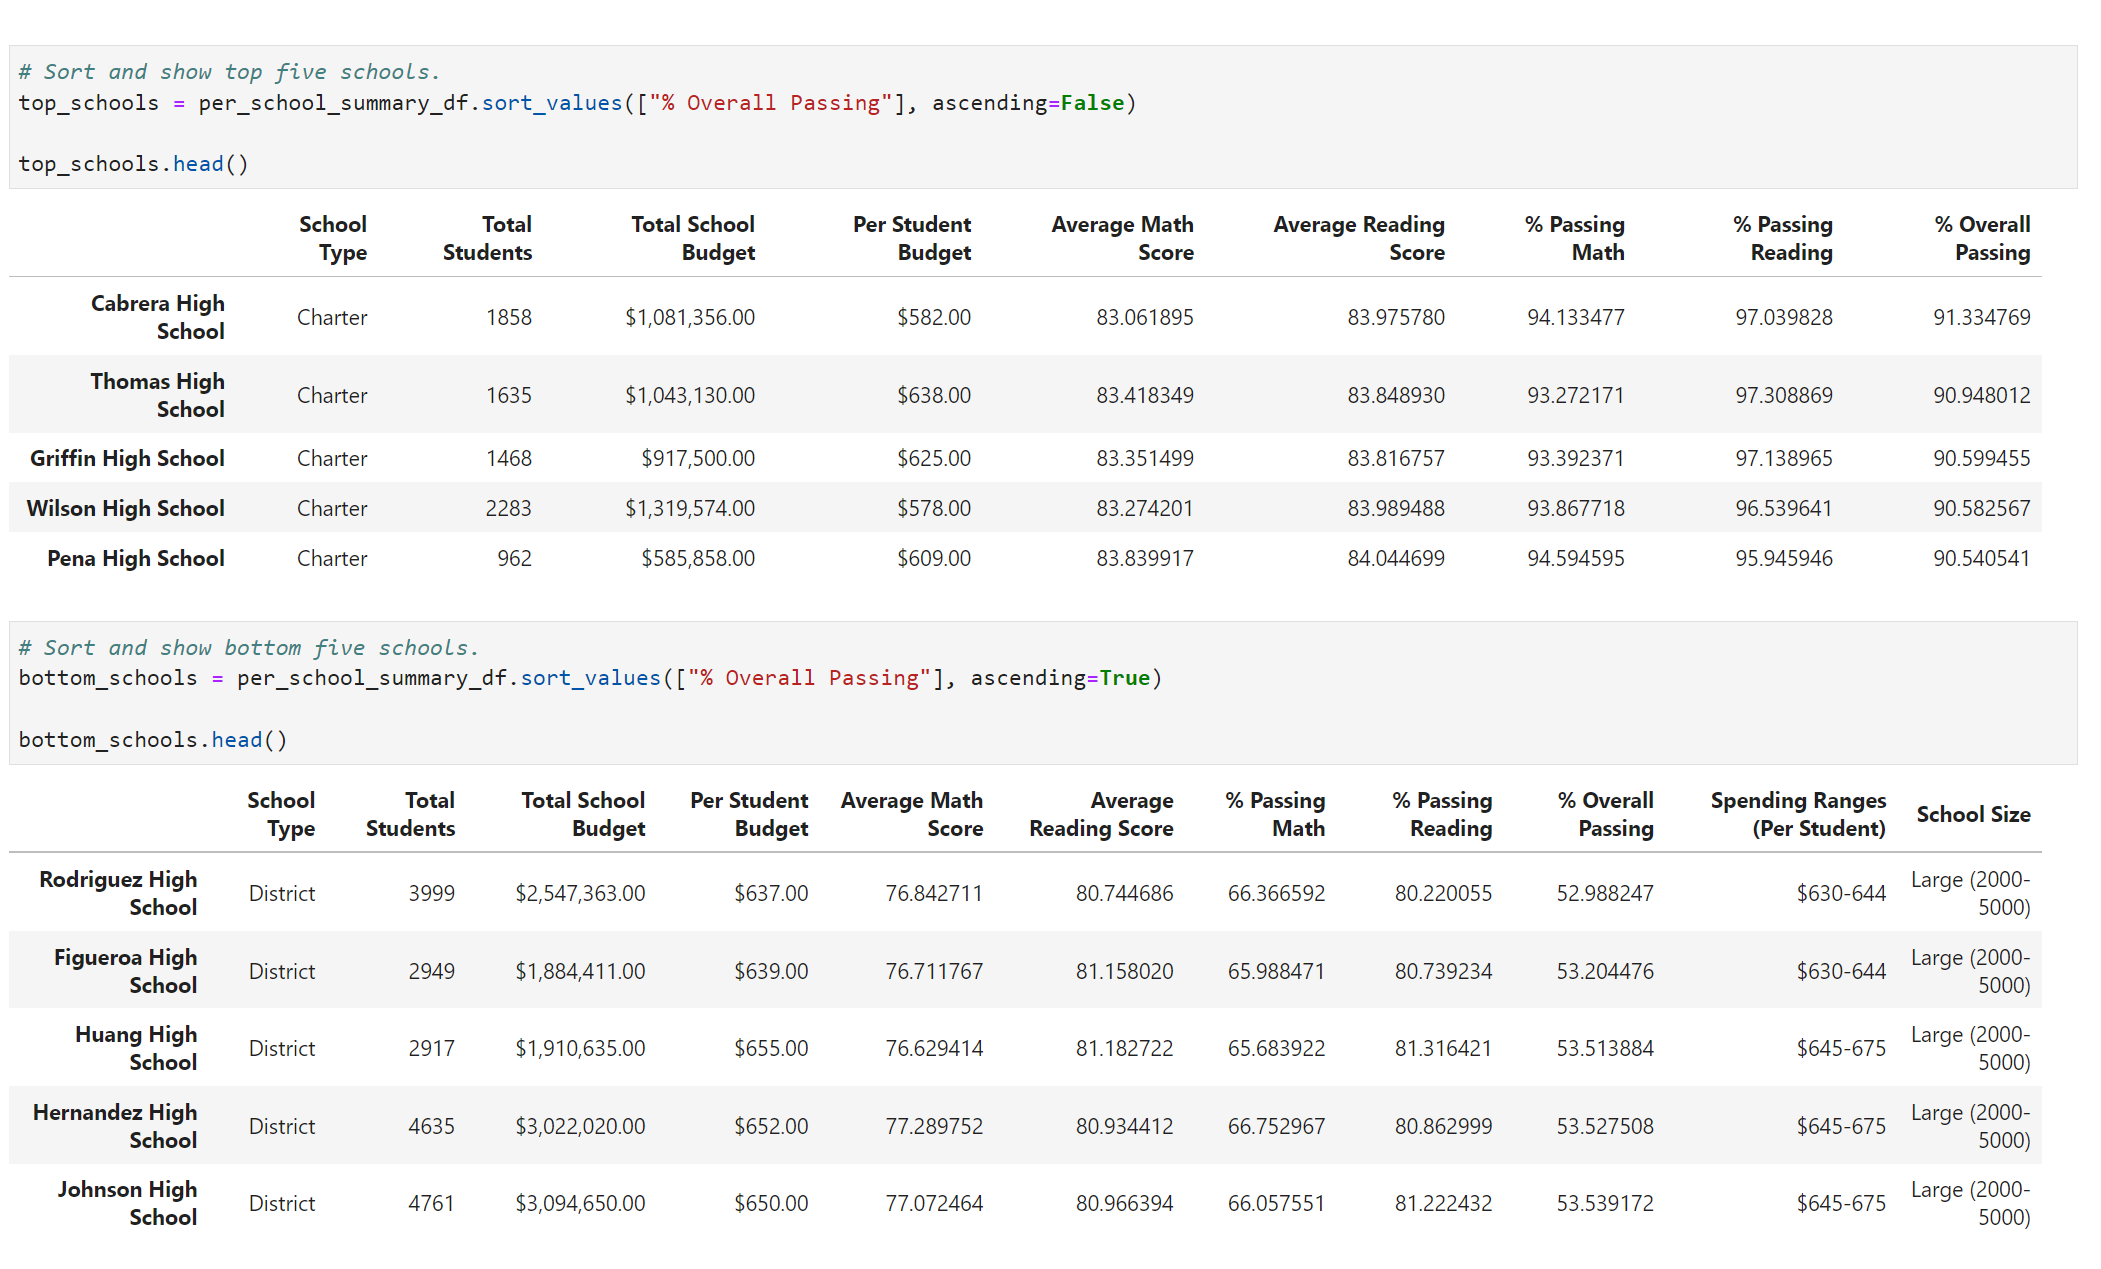 # Sort and show top five schools.
top_schools = per_school_summary_df.sort_values(["% Overall Passing"], ascending=False)
top_schools.head()
School Type Total Students Total School Budget Per Student Budget Average Math Score Average Reading Score % Passing Math % Passing Reading % Overall Passing
Cabrera High School Charter 1858 $1,081,356.00 $582.00 83.061895 83.975780 94.133477 97.039828 91.334769
Thomas High School Charter 1635 $1,043,130.00 $638.00 83.418349 83.848930 93.272171 97.308869 90.948012
Griffin High School Charter 1468 $917,500.00 $625.00 83.351499 83.816757 93.392371 97.138965 90.599455
Wilson High School Charter 2283 $1,319,574.00 $578.00 83.274201 83.989488 93.867718 96.539641 90.582567
Pena High School Charter 962 $585,858.00 $609.00 83.839917 84.044699 94.594595 95.945946 90.540541
# Sort and show bottom five schools.
bottom_schools = per_school_summary_df.sort_values(["% Overall Passing"], ascending=True)
bottom_schools.head()
School Type Total Students Total School Budget Per Student Budget Average Math Score Average Reading Score % Passing Math % Passing Reading % Overall Passing Spending Ranges (Per Student) School Size
Rodriguez High School District 3999 $2,547,363.00 $637.00 76.842711 80.744686 66.366592 80.220055 52.988247 $630-644 Large (2000-5000)
Figueroa High School District 2949 $1,884,411.00 $639.00 76.711767 81.158020 65.988471 80.739234 53.204476 $630-644 Large (2000-5000)
Huang High School District 2917 $1,910,635.00 $655.00 76.629414 81.182722 65.683922 81.316421 53.513884 $645-675 Large (2000-5000)
Hernandez High School District 4635 $3,022,020.00 $652.00 77.289752 80.934412 66.752967 80.862999 53.527508 $645-675 Large (2000-5000)
Johnson High School District 4761 $3,094,650.00 $650.00 77.072464 80.966394 66.057551 81.222432 53.539172 $645-675 Large (2000-5000)